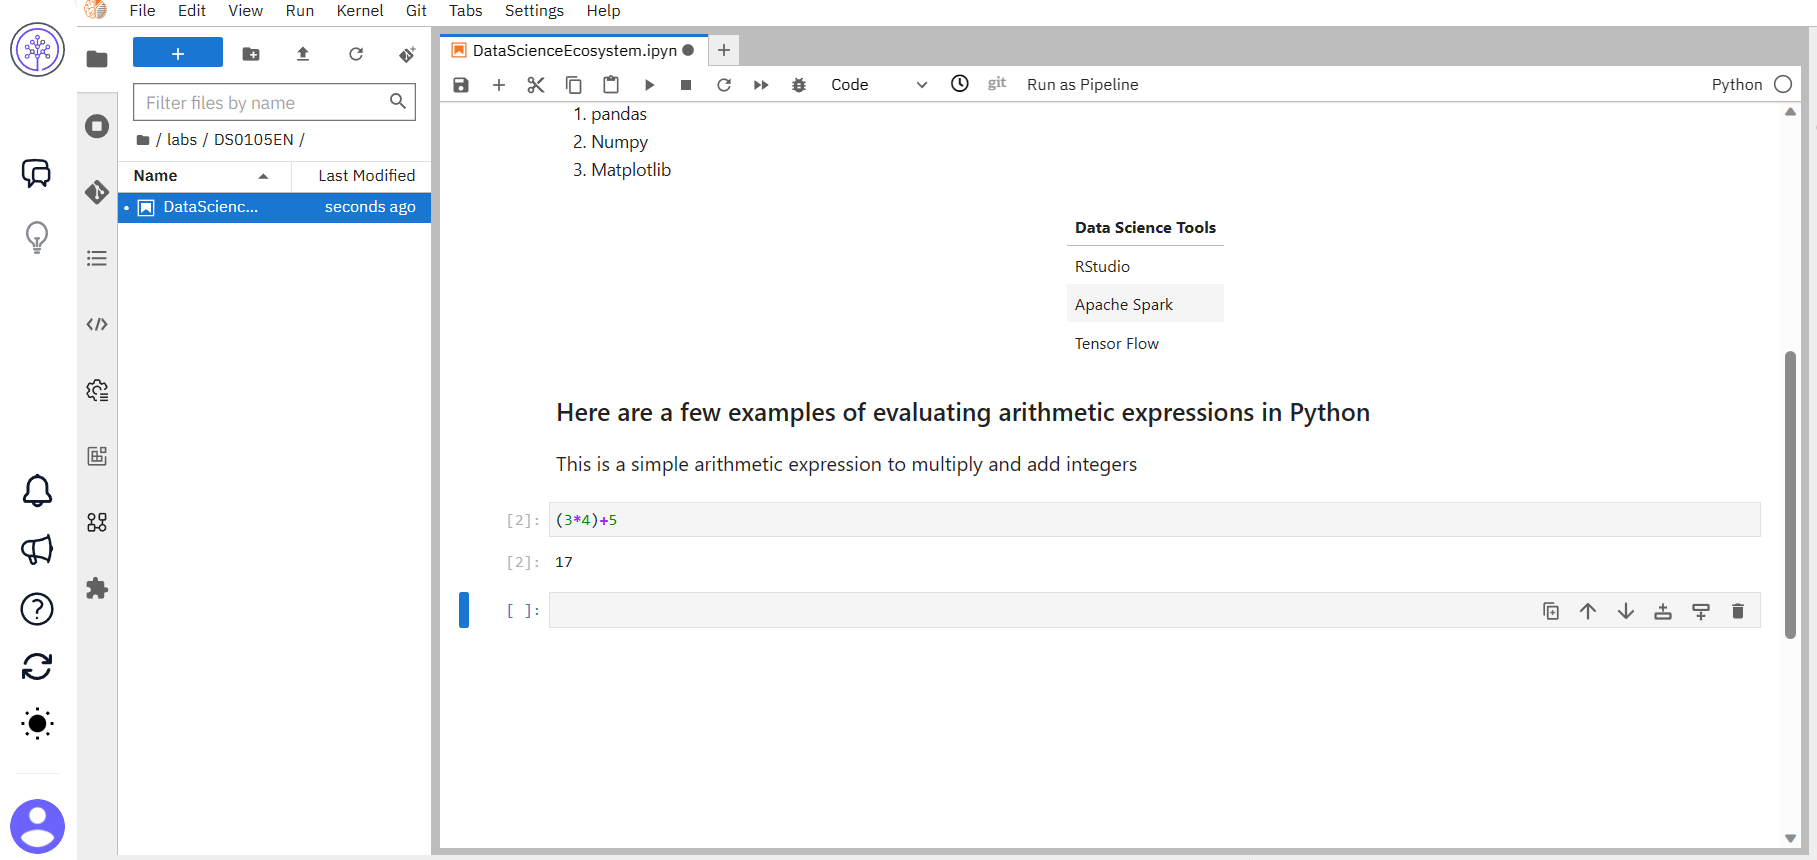 File Edit View Run Kernel Git Tabs Settings Help
+
Filter files by name
/ labs / DS0105EN /
Name Last Modified
DataScienc... seconds ago
DataScienceEcosystem.ipyn
Code git Run as Pipeline Python
1. pandas
2. Numpy
3. Matplotlib
Data Science Tools
RStudio
Apache Spark
Tensor Flow
Here are a few examples of evaluating arithmetic expressions in Python
This is a simple arithmetic expression to multiply and add integers
[2]: (3*4)+5
[2]: 17
[ ]: